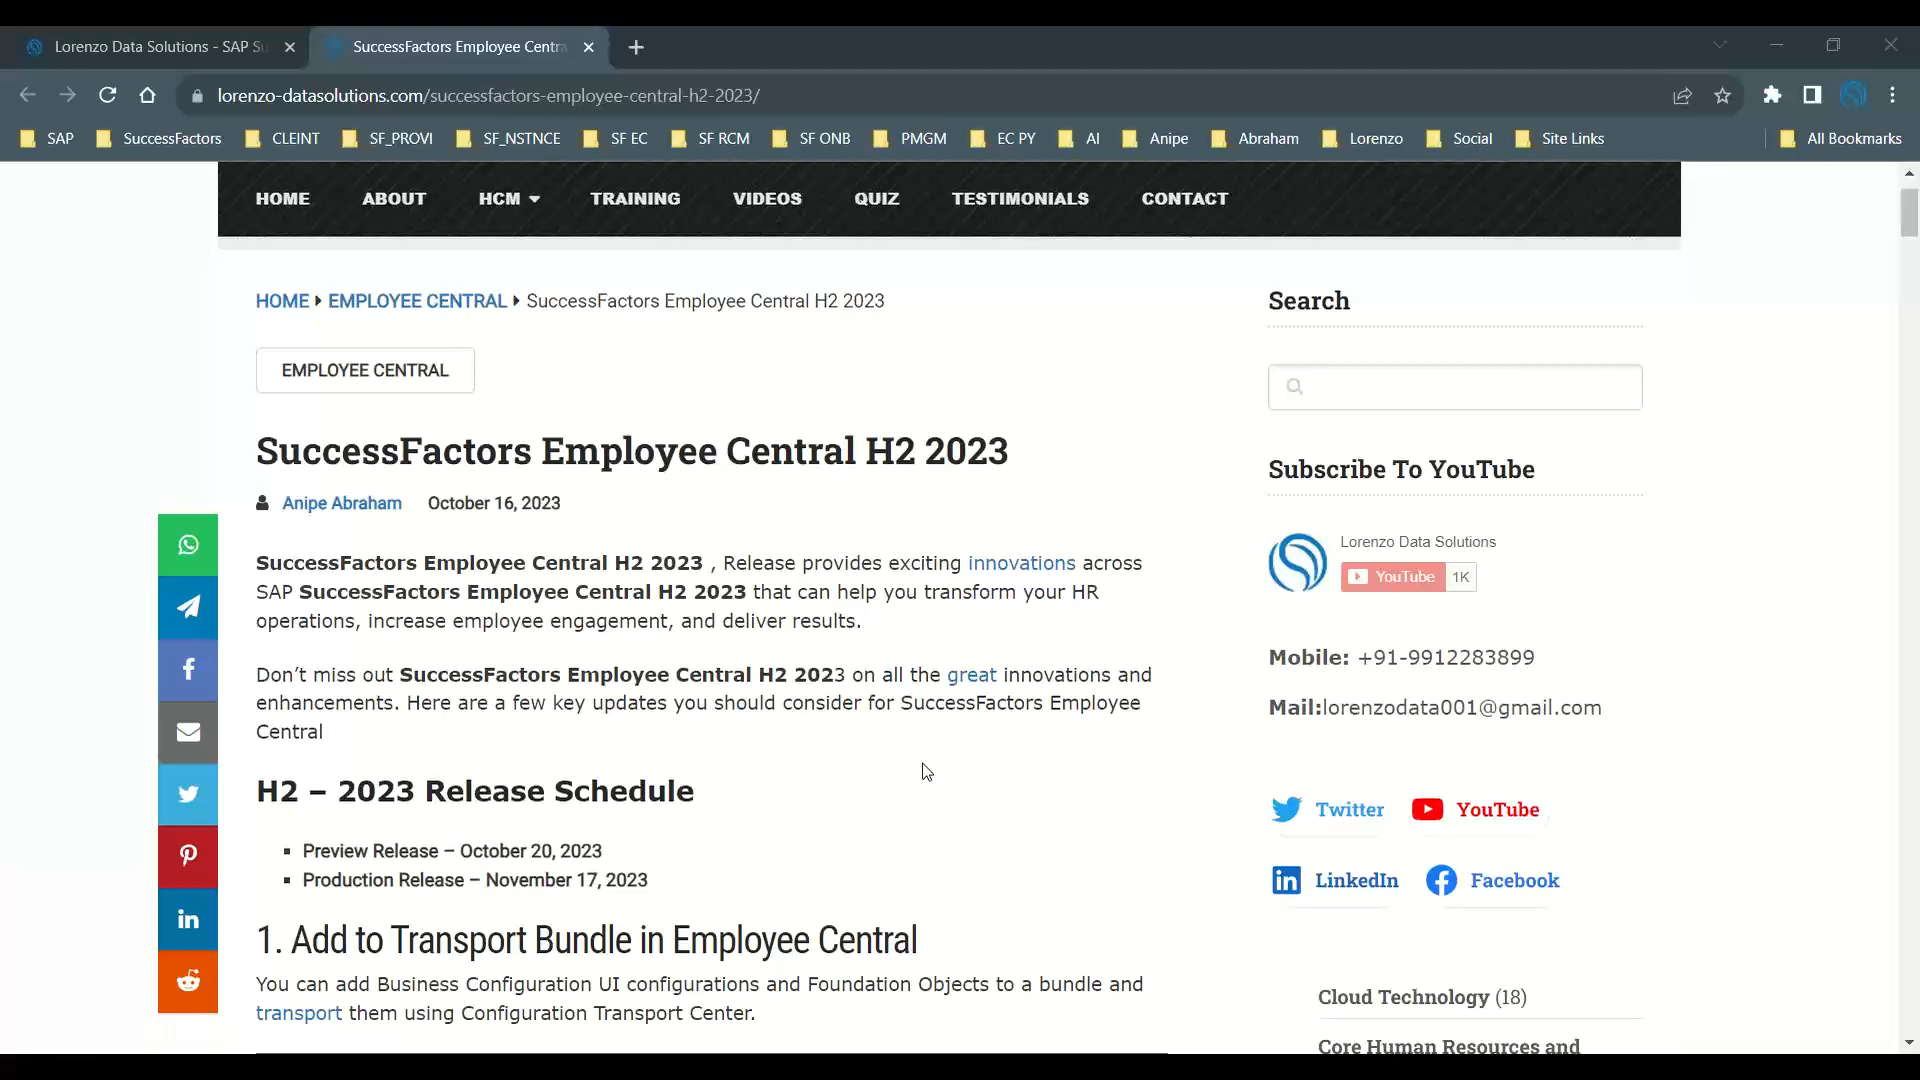 Lorenzo Data Solutions - SAP Su
SuccessFactors Employee Centra
lorenzo-datasolutions.com/successfactors-employee-central-h2-2023/
SAP SuccessFactors CLEINT SF_PROVI SF_NSTNCE SF EC SF RCM SF ONB PMGM EC PY AI Anipe Abraham Lorenzo Social Site Links All Bookmarks
HOME ABOUT HCM TRAINING VIDEOS QUIZ TESTIMONIALS CONTACT
HOME EMPLOYEE CENTRAL SuccessFactors Employee Central H2 2023
EMPLOYEE CENTRAL
SuccessFactors Employee Central H2 2023
Anipe Abraham October 16, 2023
SuccessFactors Employee Central H2 2023 , Release provides exciting innovations across
SAP SuccessFactors Employee Central H2 2023 that can help you transform your HR
operations, increase employee engagement, and deliver results.
Don’t miss out SuccessFactors Employee Central H2 2023 on all the great innovations and
enhancements. Here are a few key updates you should consider for SuccessFactors Employee
Central
H2 – 2023 Release Schedule
Preview Release – October 20, 2023
Production Release – November 17, 2023
1. Add to Transport Bundle in Employee Central
You can add Business Configuration UI configurations and Foundation Objects to a bundle and
transport them using Configuration Transport Center.
Search
Subscribe To YouTube
Lorenzo Data Solutions
YouTube 1K
Mobile: +91-9912283899
Mail:lorenzodata001@gmail.com
Twitter YouTube
LinkedIn Facebook
Cloud Technology (18)
Core Human Resources and